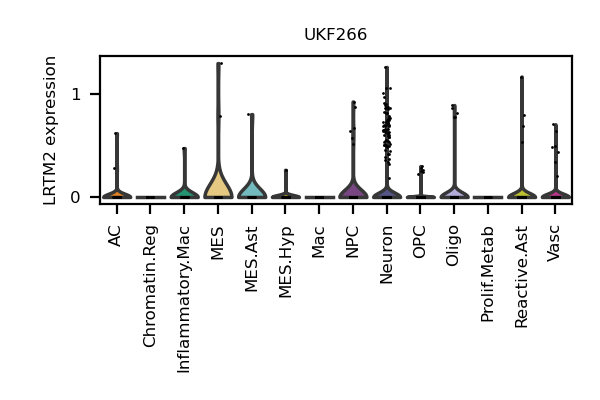 UKF266
LRTM2 expression
1
0
AC
Chromatin.Reg
Inflammatory.Mac
MES
MES.Ast
MES.Hyp
Mac
NPC
Neuron
OPC
Oligo
Prolif.Metab
Reactive.Ast
Vasc